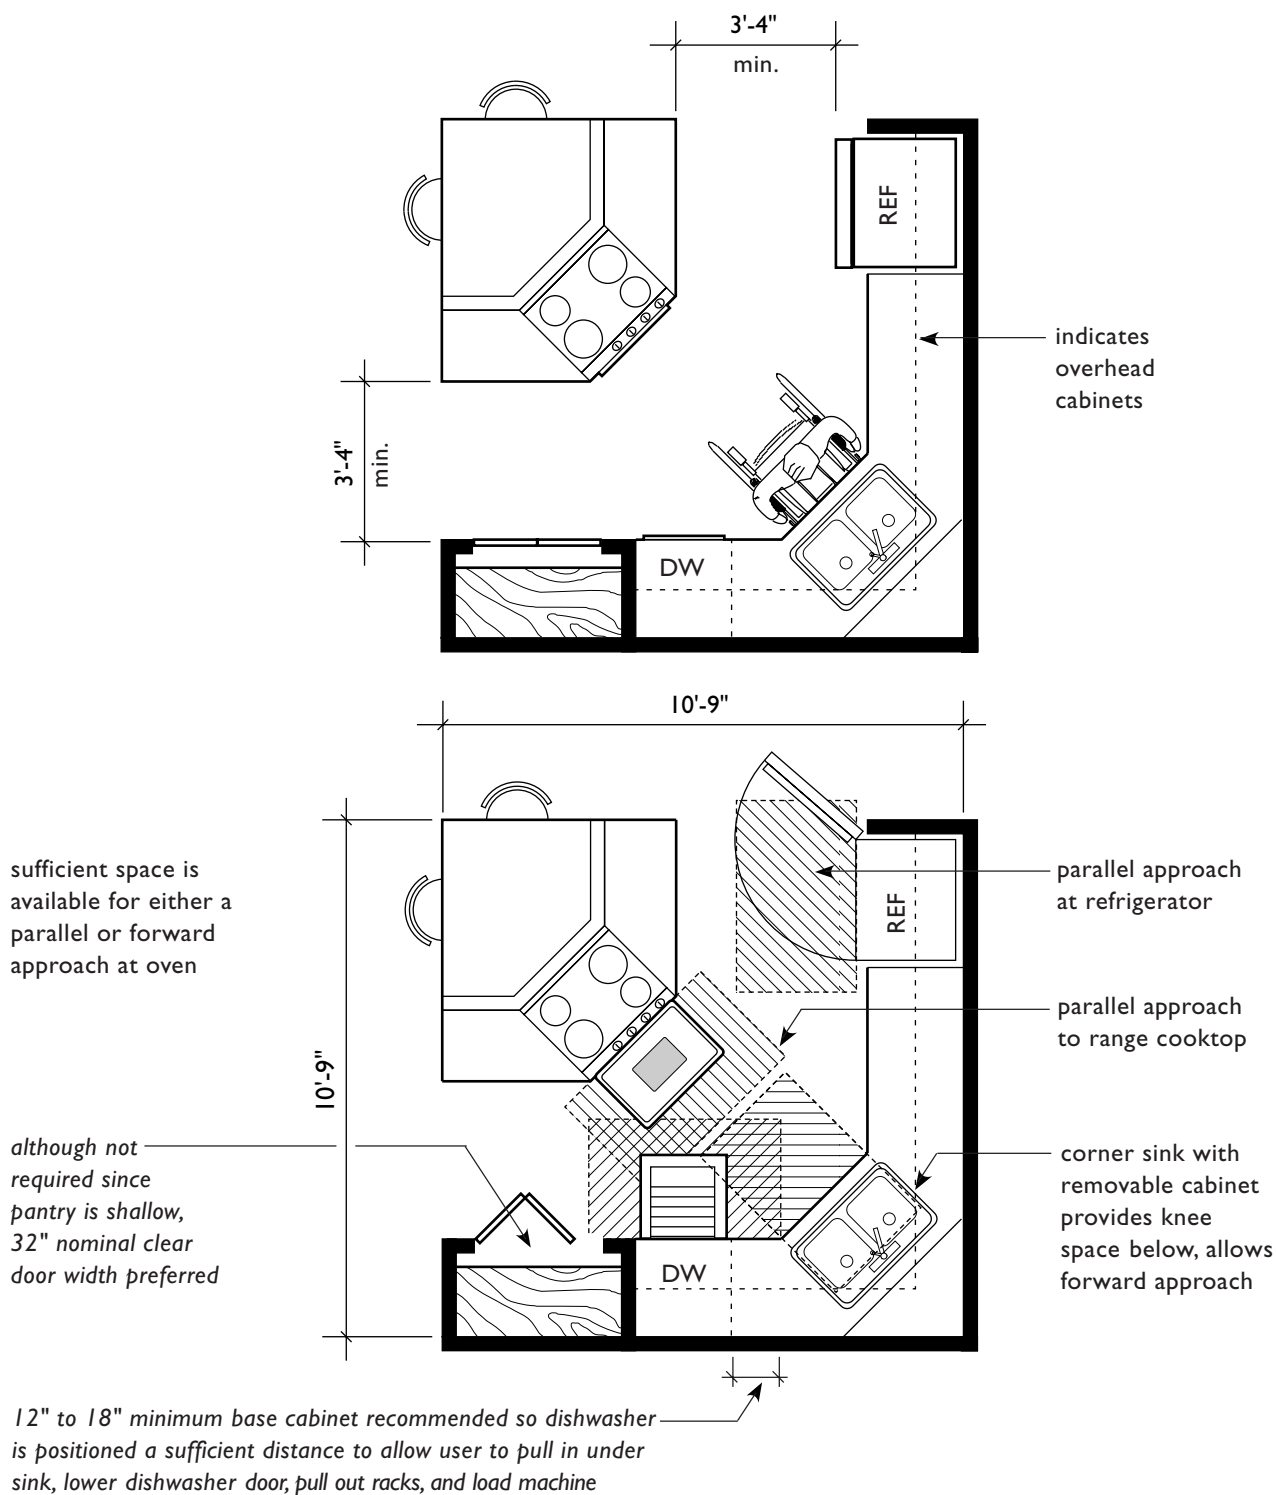 3'-4"
min.
REF
indicates
overhead
cabinets
3'-4"
min.
DW
10'-9"
sufficient space is
available for either a
parallel or forward
approach at oven
parallel approach
at refrigerator
REF
parallel approach
to range cooktop
10'-9"
although not
required since
pantry is shallow,
32" nominal clear
door width preferred
corner sink with
removable cabinet
provides knee
space below, allows
forward approach
DW
12" to 18" minimum base cabinet recommended so dishwasher
is positioned a sufficient distance to allow user to pull in under
sink, lower dishwasher door, pull out racks, and load machine